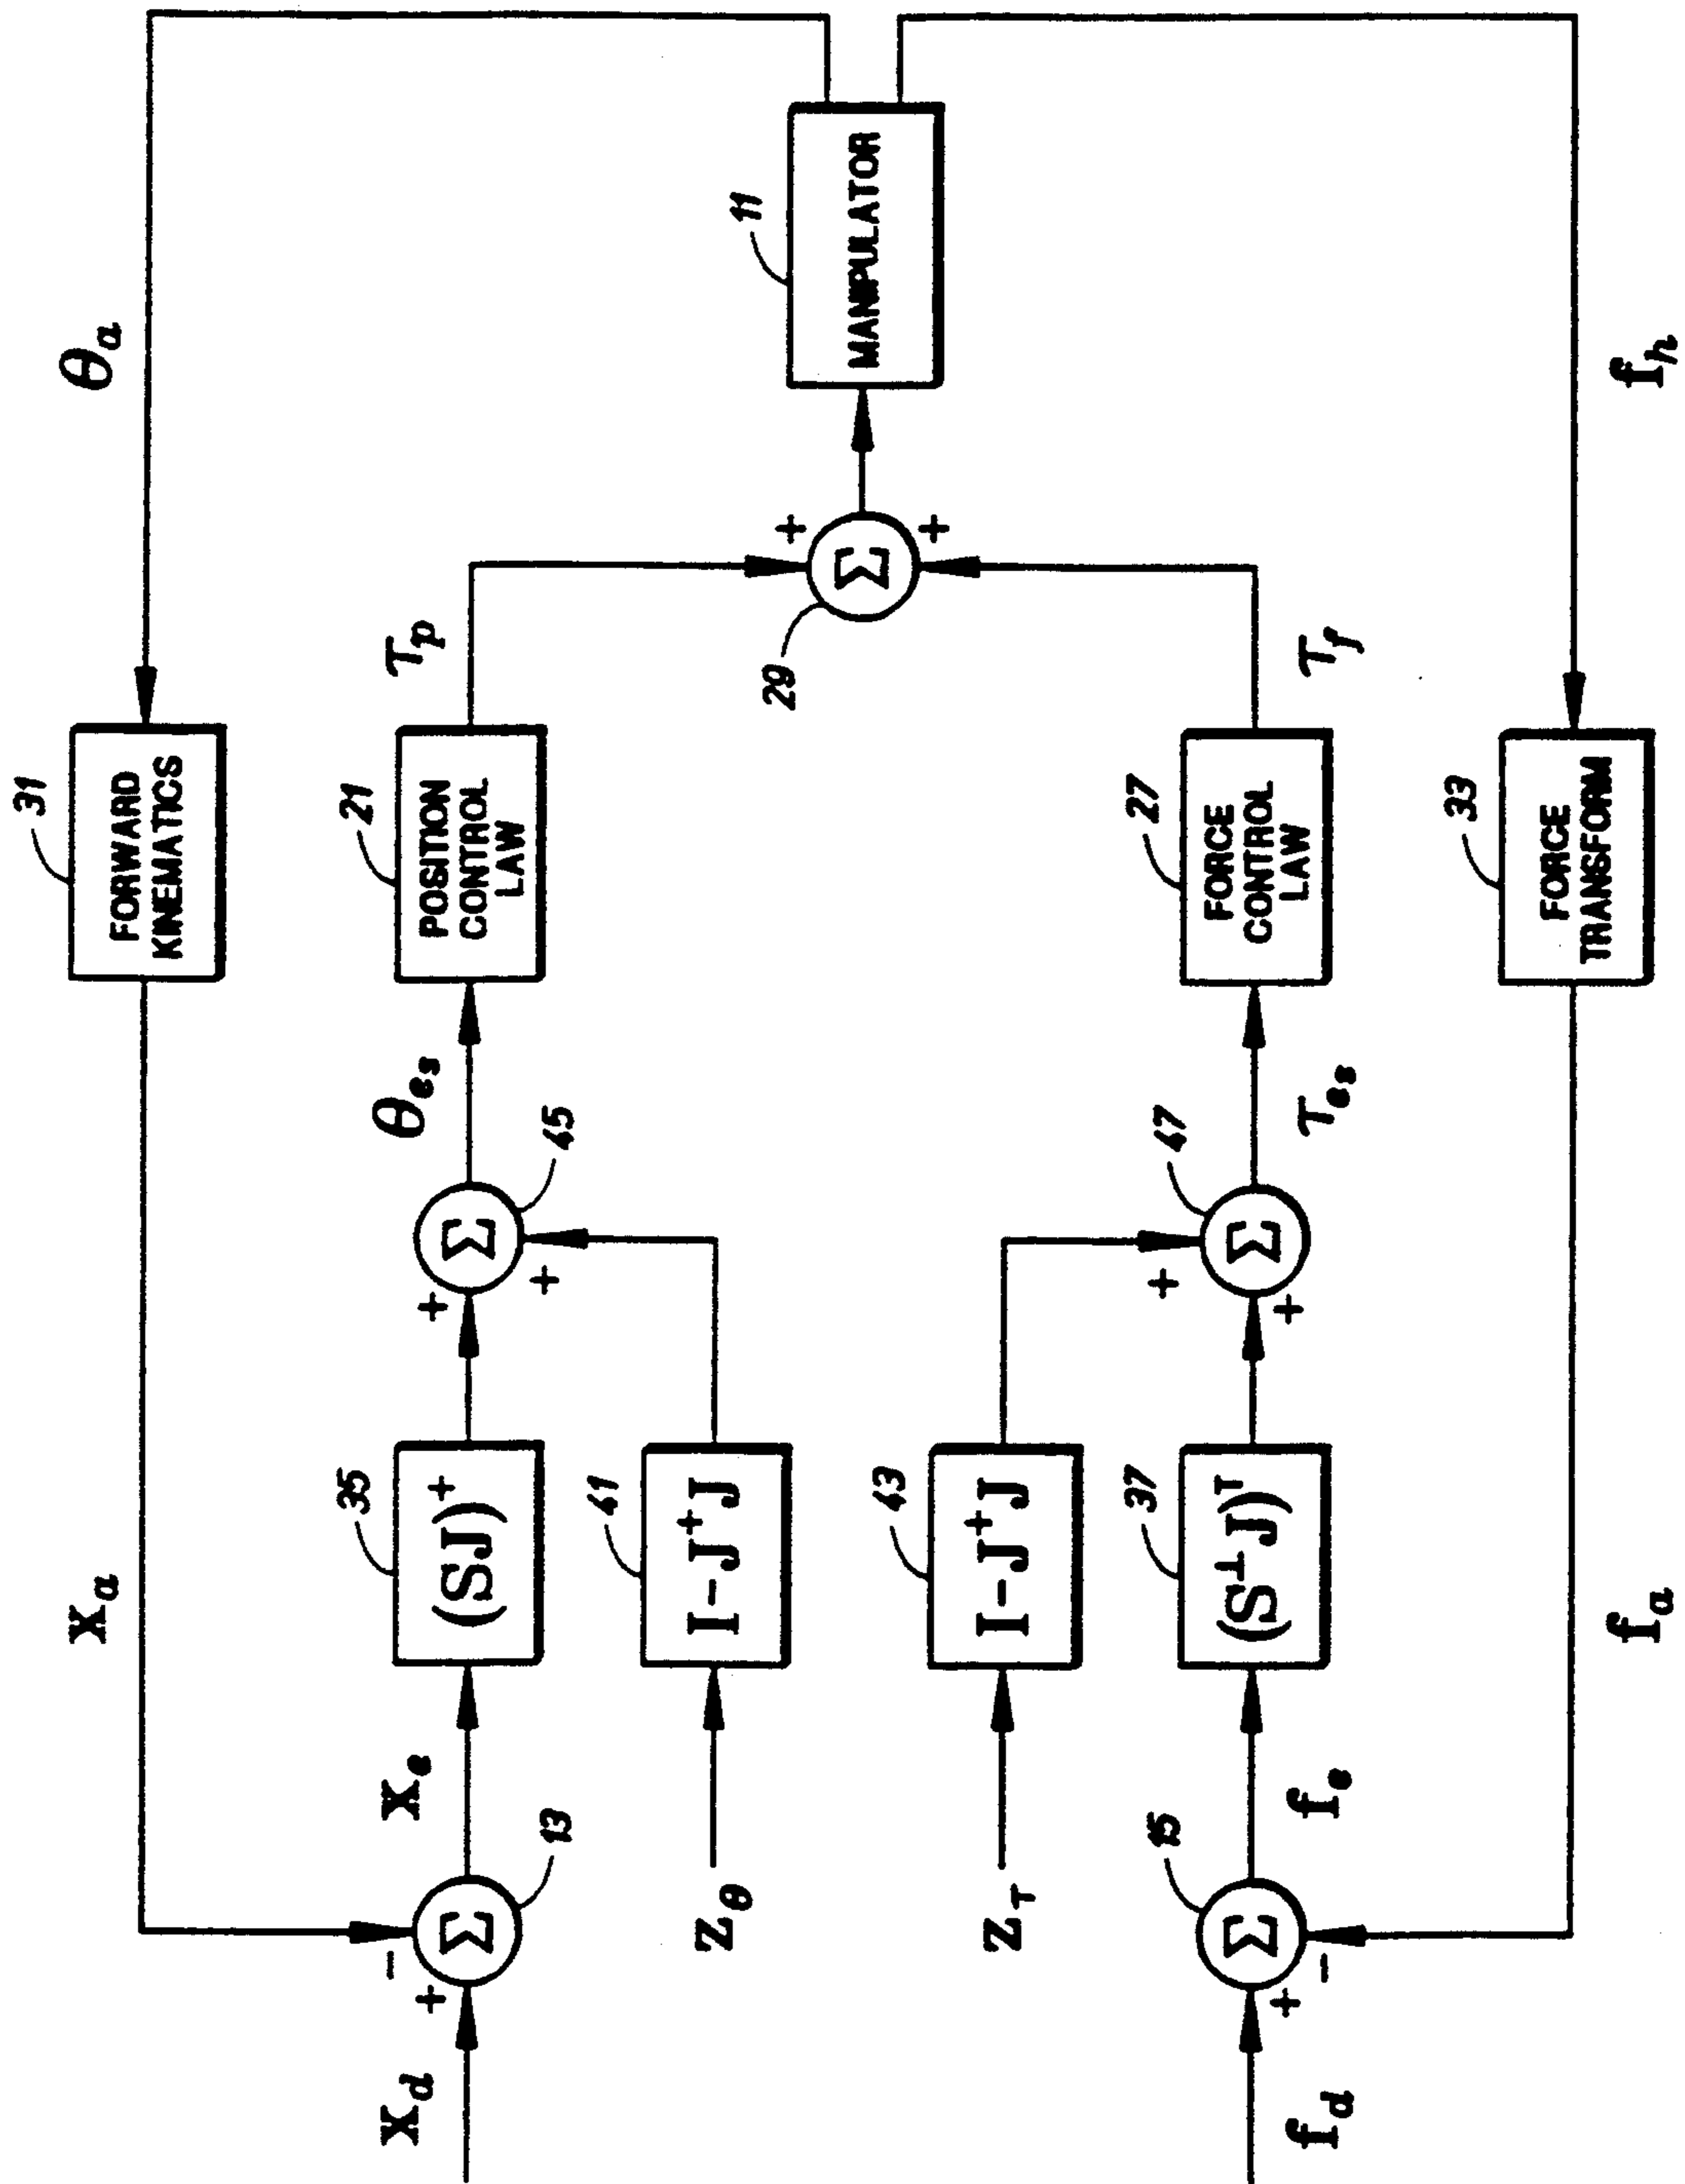 31
FORWARD
KINEMATICS
θa
xa
xd
+
-
Σ
13
xe
35
(SJ)⁺
+
+
Σ
45
θes
21
POSITION
CONTROL
LAW
τp
zθ
41
I-J⁺J
29
+
+
Σ
11
MANIPULATOR
zτ
43
I-J⁺J
fd
+
-
Σ
15
fe
37
(S⊥J)ᵀ
+
+
Σ
47
τes
27
FORCE
CONTROL
LAW
τf
33
FORCE
TRANSFORM
fa
fh